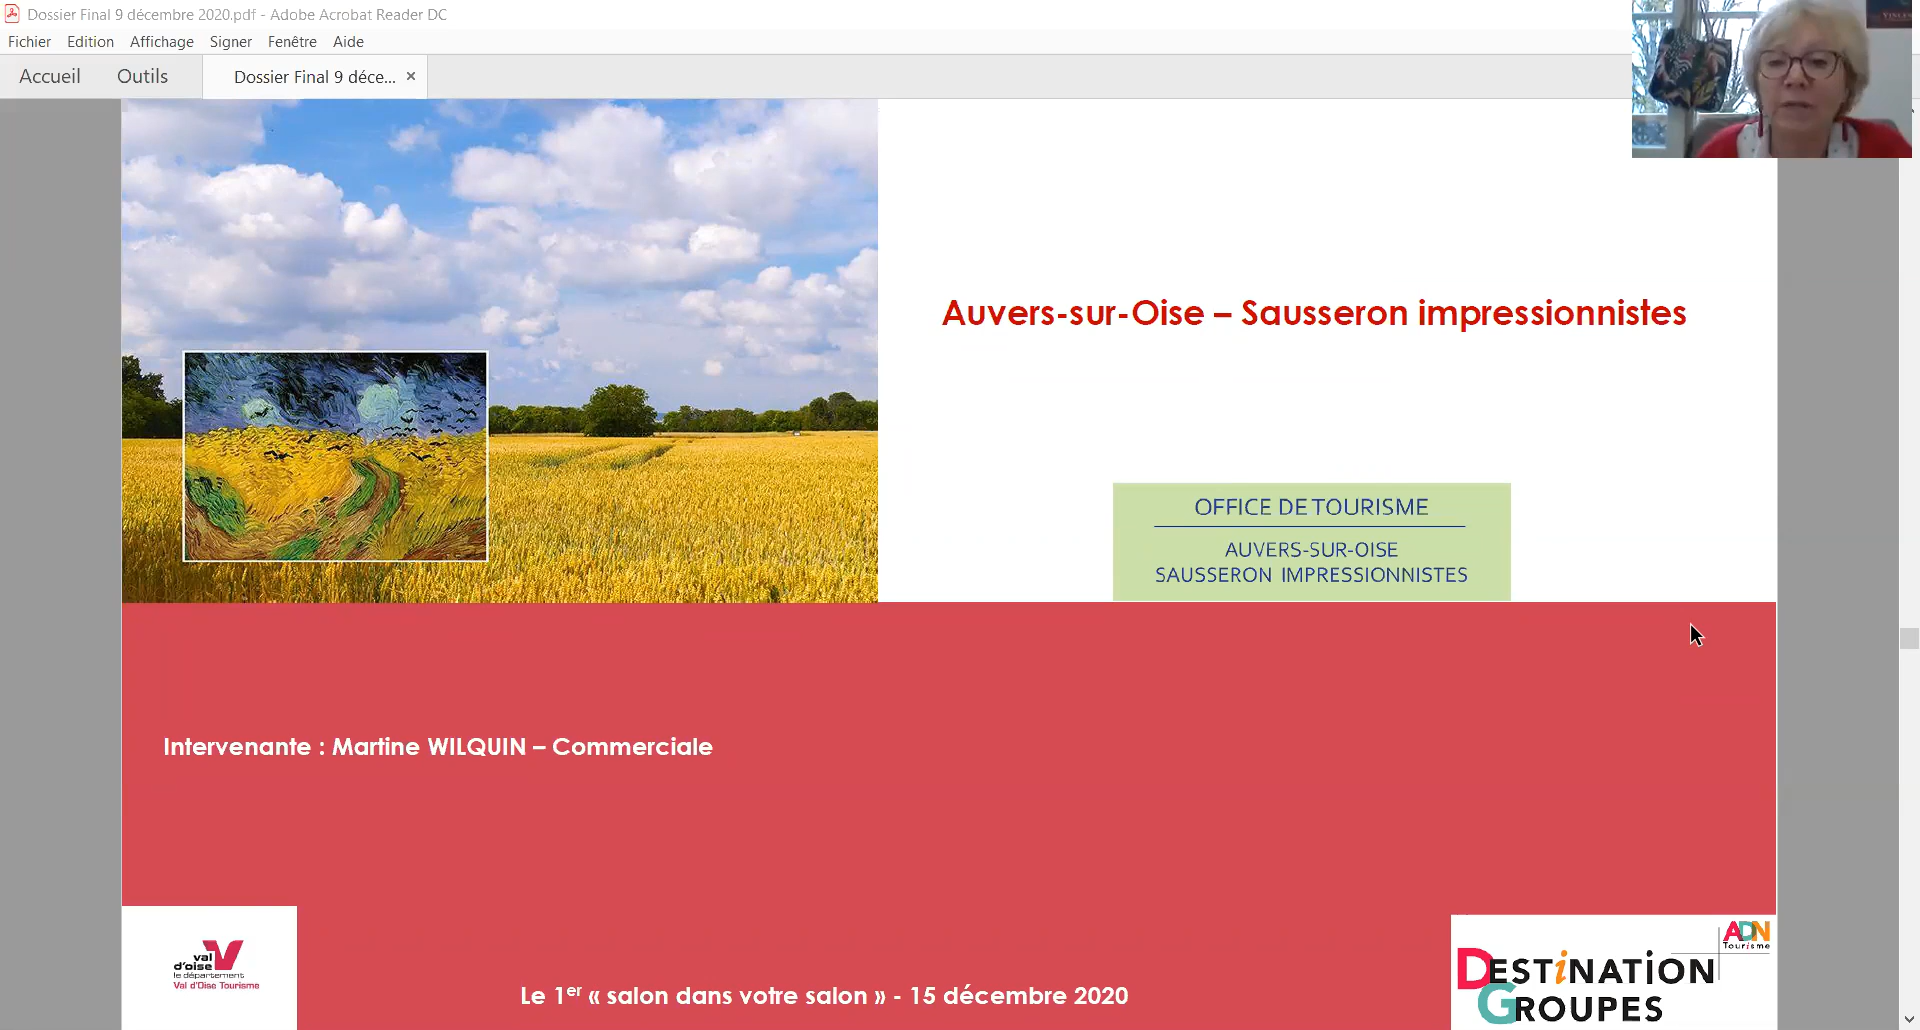 Dossier Final 9 décembre 2020.pdf - Adobe Acrobat Reader DC
Fichier Edition Affichage Signer Fenêtre Aide
Accueil Outils Dossier Final 9 déce... ×
Auvers-sur-Oise – Sausseron impressionnistes
OFFICE DE TOURISME
AUVERS-SUR-OISE
SAUSSERON IMPRESSIONNISTES
Intervenante : Martine WILQUIN – Commerciale
val
d'oise
le département
Val d'Oise Tourisme
Le 1er « salon dans votre salon » - 15 décembre 2020
ADN
Tourisme
DESTiNATiON
GROUPES